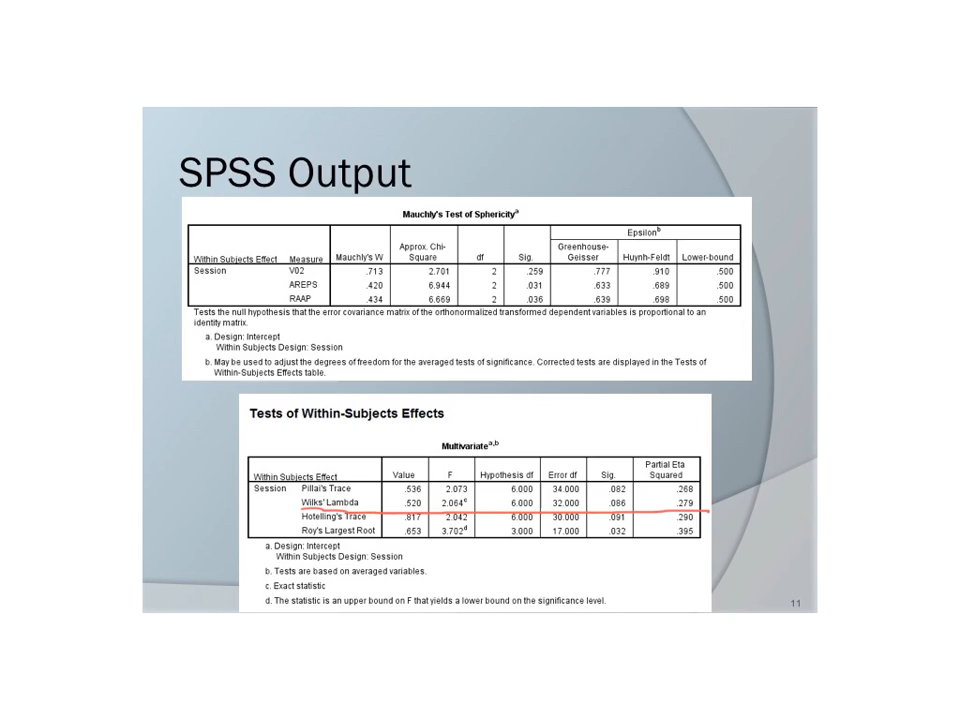 SPSS Output
Mauchly's Test of Sphericityᵃ
Epsilonᵇ
Within Subjects Effect Measure Mauchly's W Approx. Chi-Square df Sig. Greenhouse-Geisser Huynh-Feldt Lower-bound
Session V02 .713 2.701 2 .259 .777 .910 .500
AREPS .420 6.944 2 .031 .633 .689 .500
RAAP .434 6.669 2 .036 .639 .698 .500
Tests the null hypothesis that the error covariance matrix of the orthonormalized transformed dependent variables is proportional to an
identity matrix.
a. Design: Intercept
Within Subjects Design: Session
b. May be used to adjust the degrees of freedom for the averaged tests of significance. Corrected tests are displayed in the Tests of
Within-Subjects Effects table.
Tests of Within-Subjects Effects
Multivariateᵃ,ᵇ
Within Subjects Effect Value F Hypothesis df Error df Sig. Partial Eta Squared
Session Pillai's Trace .536 2.073 6.000 34.000 .082 .268
Wilks' Lambda .520 2.064ᶜ 6.000 32.000 .086 .279
Hotelling's Trace .817 2.042 6.000 30.000 .091 .290
Roy's Largest Root .653 3.702ᵈ 3.000 17.000 .032 .395
a. Design: Intercept
Within Subjects Design: Session
b. Tests are based on averaged variables.
c. Exact statistic
d. The statistic is an upper bound on F that yields a lower bound on the significance level.
11